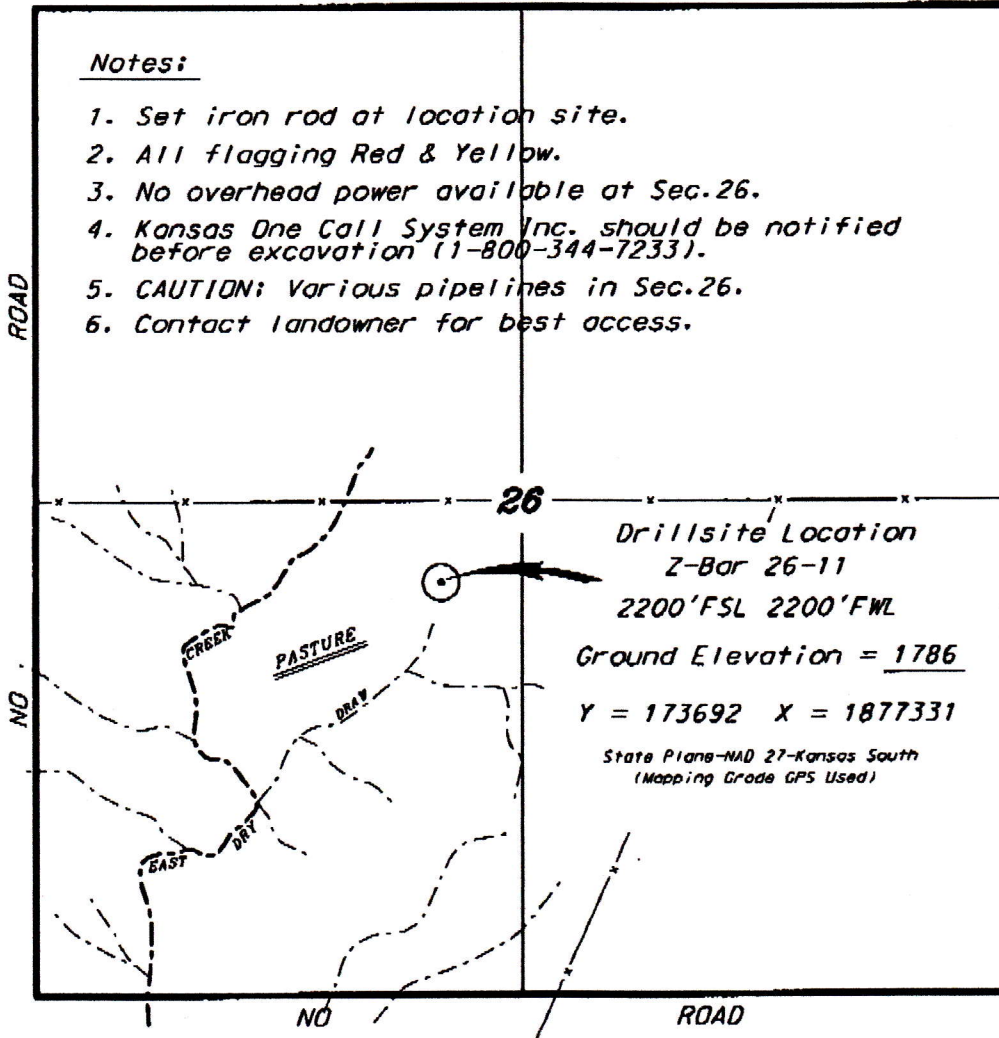 Notes:
1. Set iron rod at location site.
2. All flagging Red & Yellow.
3. No overhead power available at Sec.26.
4. Kansas One Call System Inc. should be notified
before excavation (1-800-344-7233).
5. CAUTION: Various pipelines in Sec.26.
6. Contact landowner for best access.
ROAD
NO
26
Drillsite Location
Z-Bar 26-11
2200'FSL 2200'FWL
Ground Elevation = 1786
Y = 173692 X = 1877331
State Plane-NAD 27-Kansas South
(Mapping Grade GPS Used)
CREEK
PASTURE
DRAW
DRY
EAST
NO
ROAD